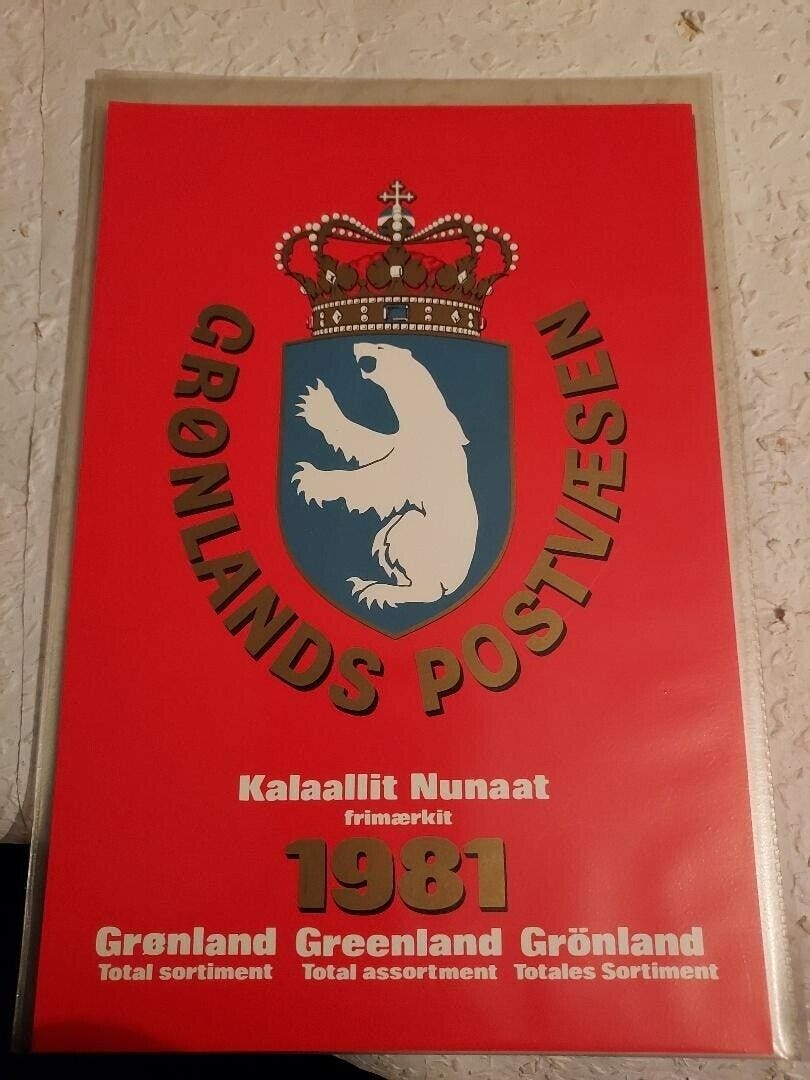 GRØNLANDS POSTVÆSEN
Kalaallit Nunaat
frimærkit
1981
Grønland Greenland Grönland
Total sortiment Total assortment Totales Sortiment